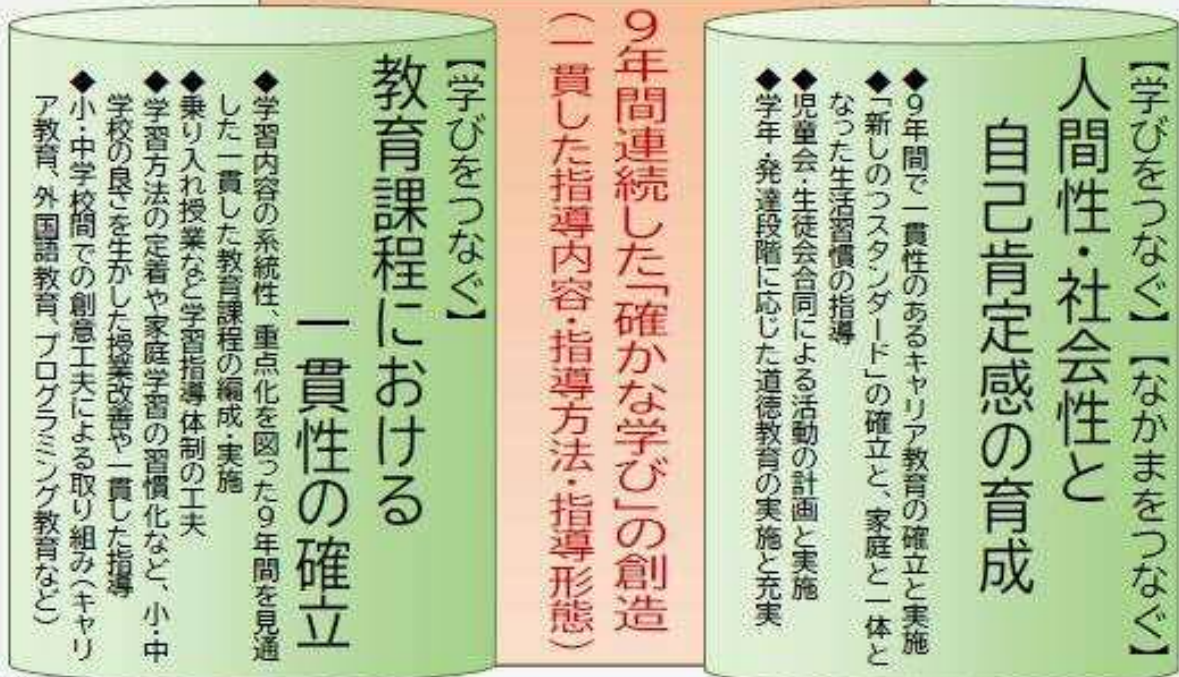 【学びをつなぐ】【なかまをつなぐ】
人間性・社会性と
自己肯定感の育成
◆９年間で一貫性のあるキャリア教育の確立と実施
◆「新しのつスタンダード」の確立と、家庭と一体と
なった生活習慣の指導
◆児童会・生徒会合同による活動の計画と実施
◆学年・発達段階に応じた道徳教育の実施と充実
９年間連続した「確かな学び」の創造
(一貫した指導内容・指導方法・指導形態)
【学びをつなぐ】
教育課程における
一貫性の確立
◆学習内容の系統性、重点化を図った９年間を見通
した一貫した教育課程の編成・実施
◆乗り入れ授業など学習指導体制の工夫
◆学習方法の定着や家庭学習の習慣化など、小・中
学校の良さを生かした授業改善や一貫した指導
◆小・中学校間での創意工夫による取り組み(キャリ
ア教育、外国語教育、プログラミング教育など)